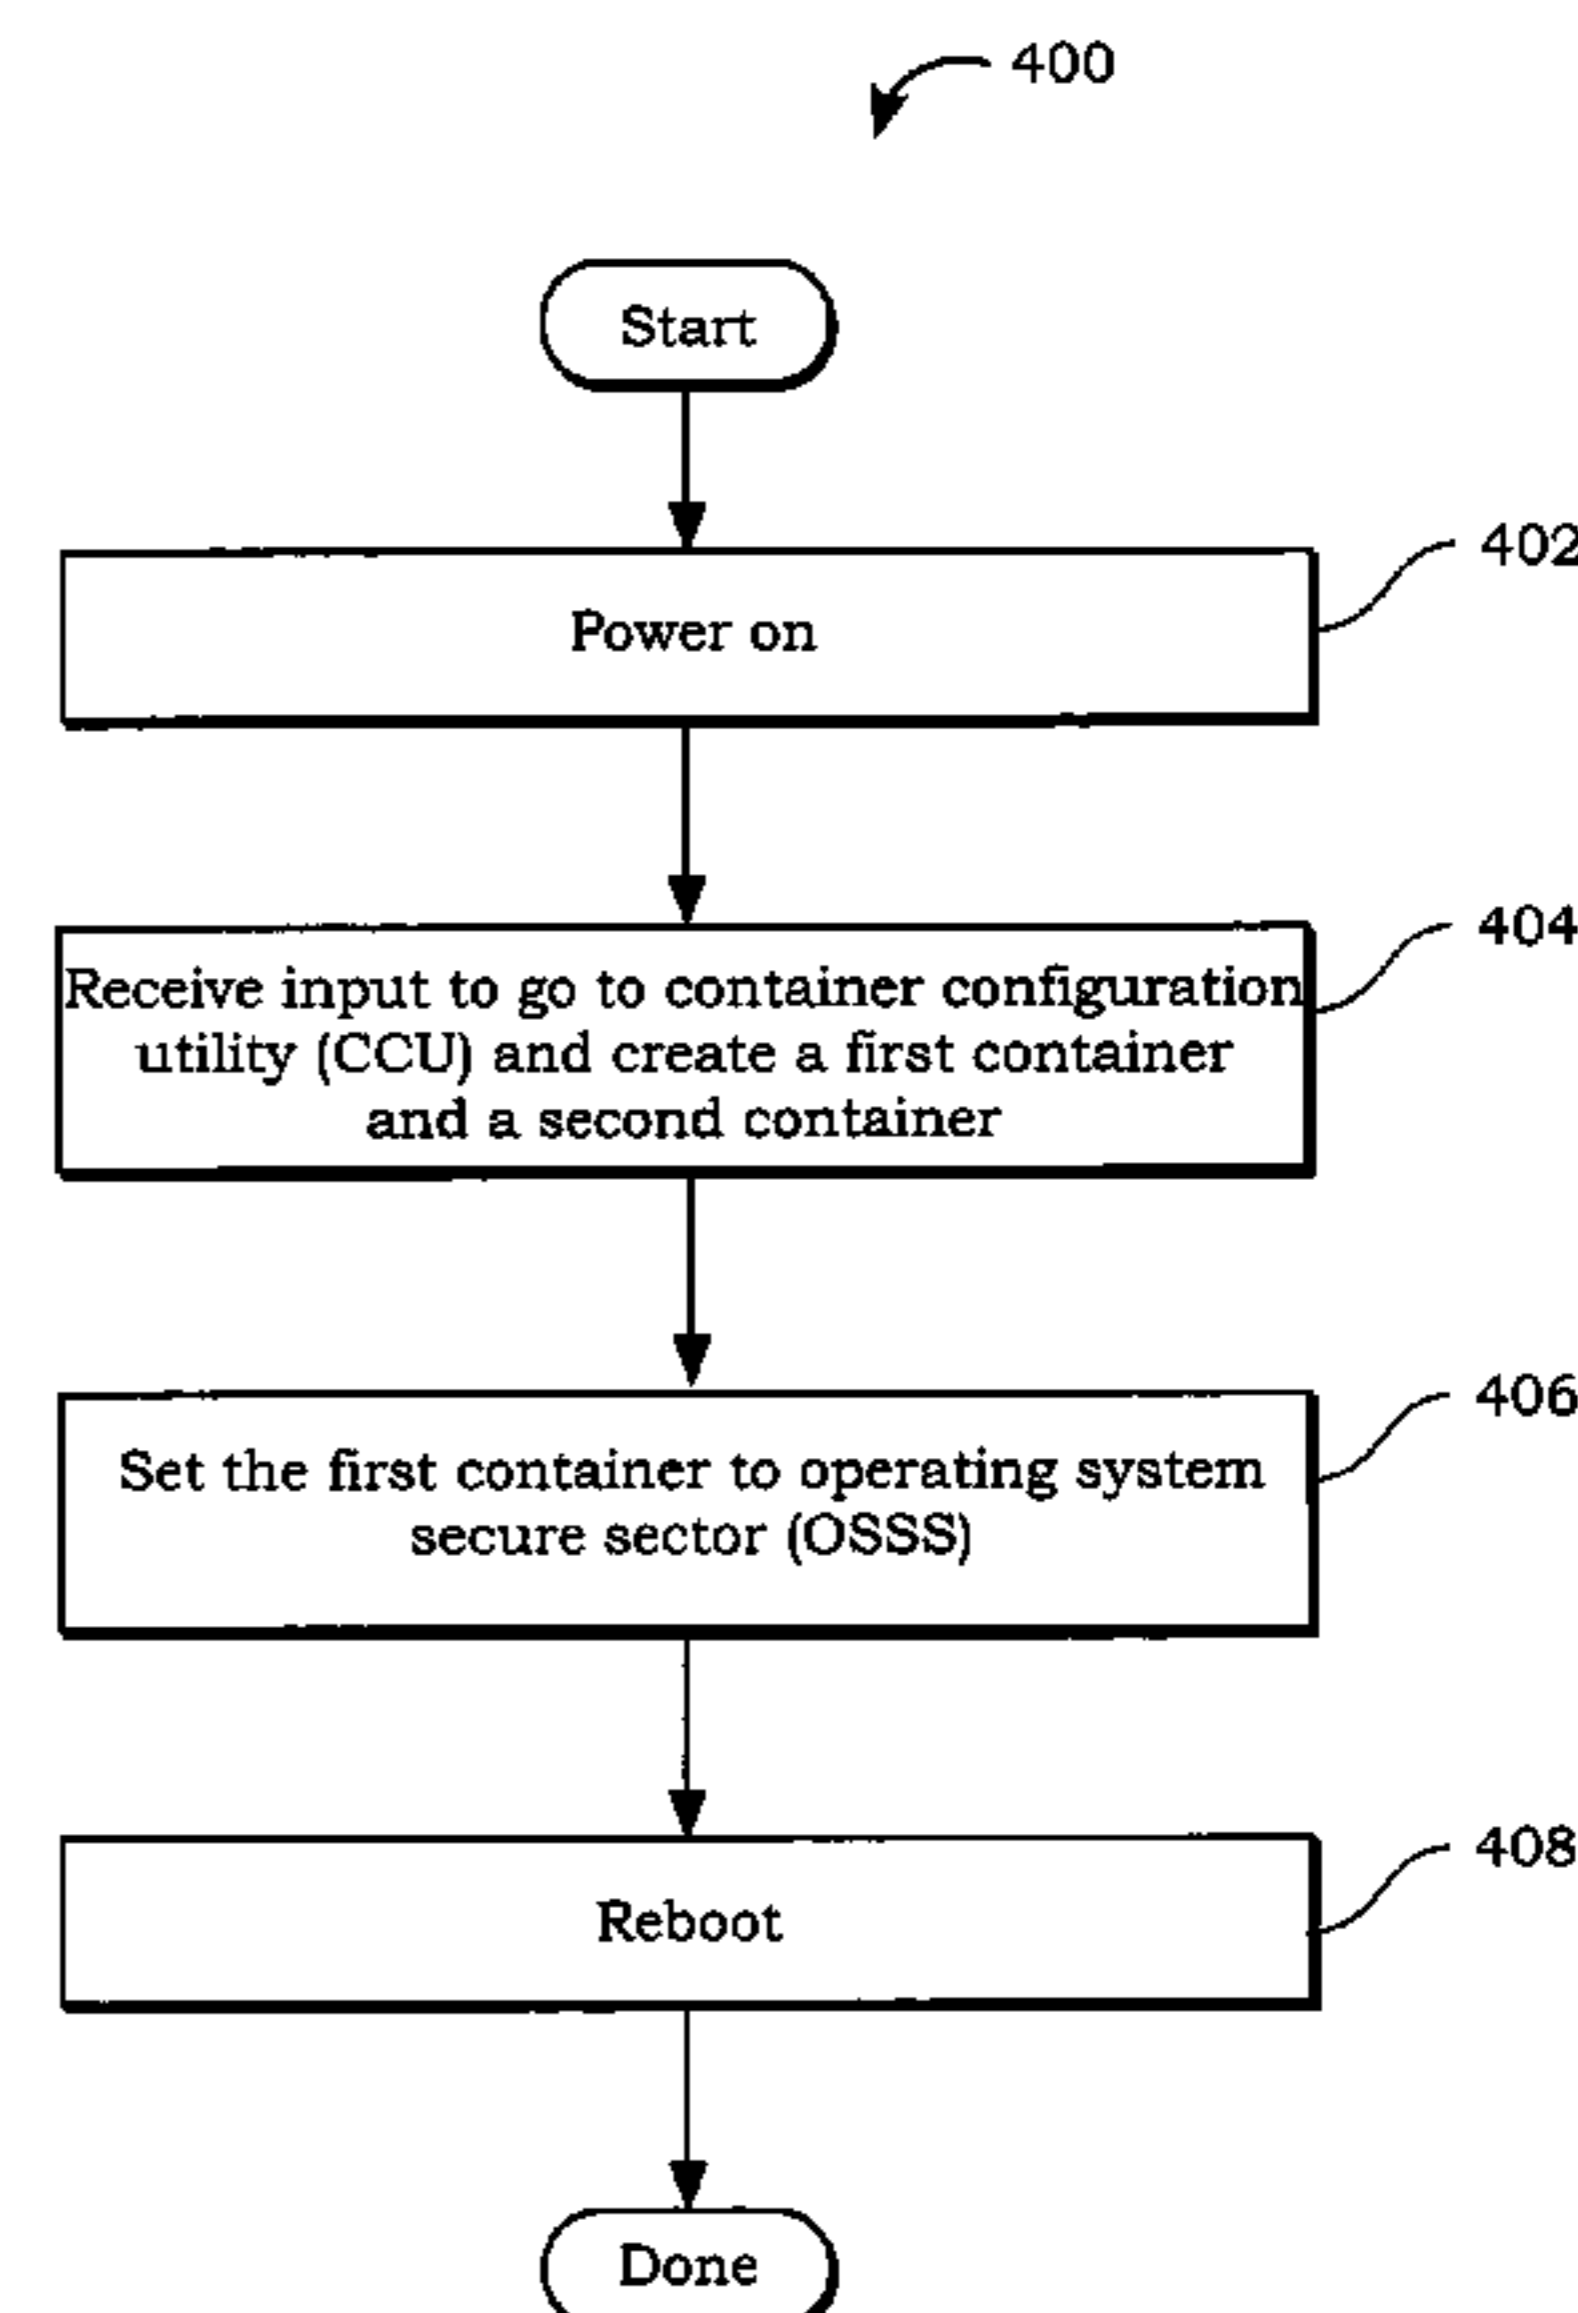 400
Start
402
Power on
404
Receive input to go to container configuration
utility (CCU) and create a first container
and a second container
406
Set the first container to operating system
secure sector (OSSS)
408
Reboot
Done